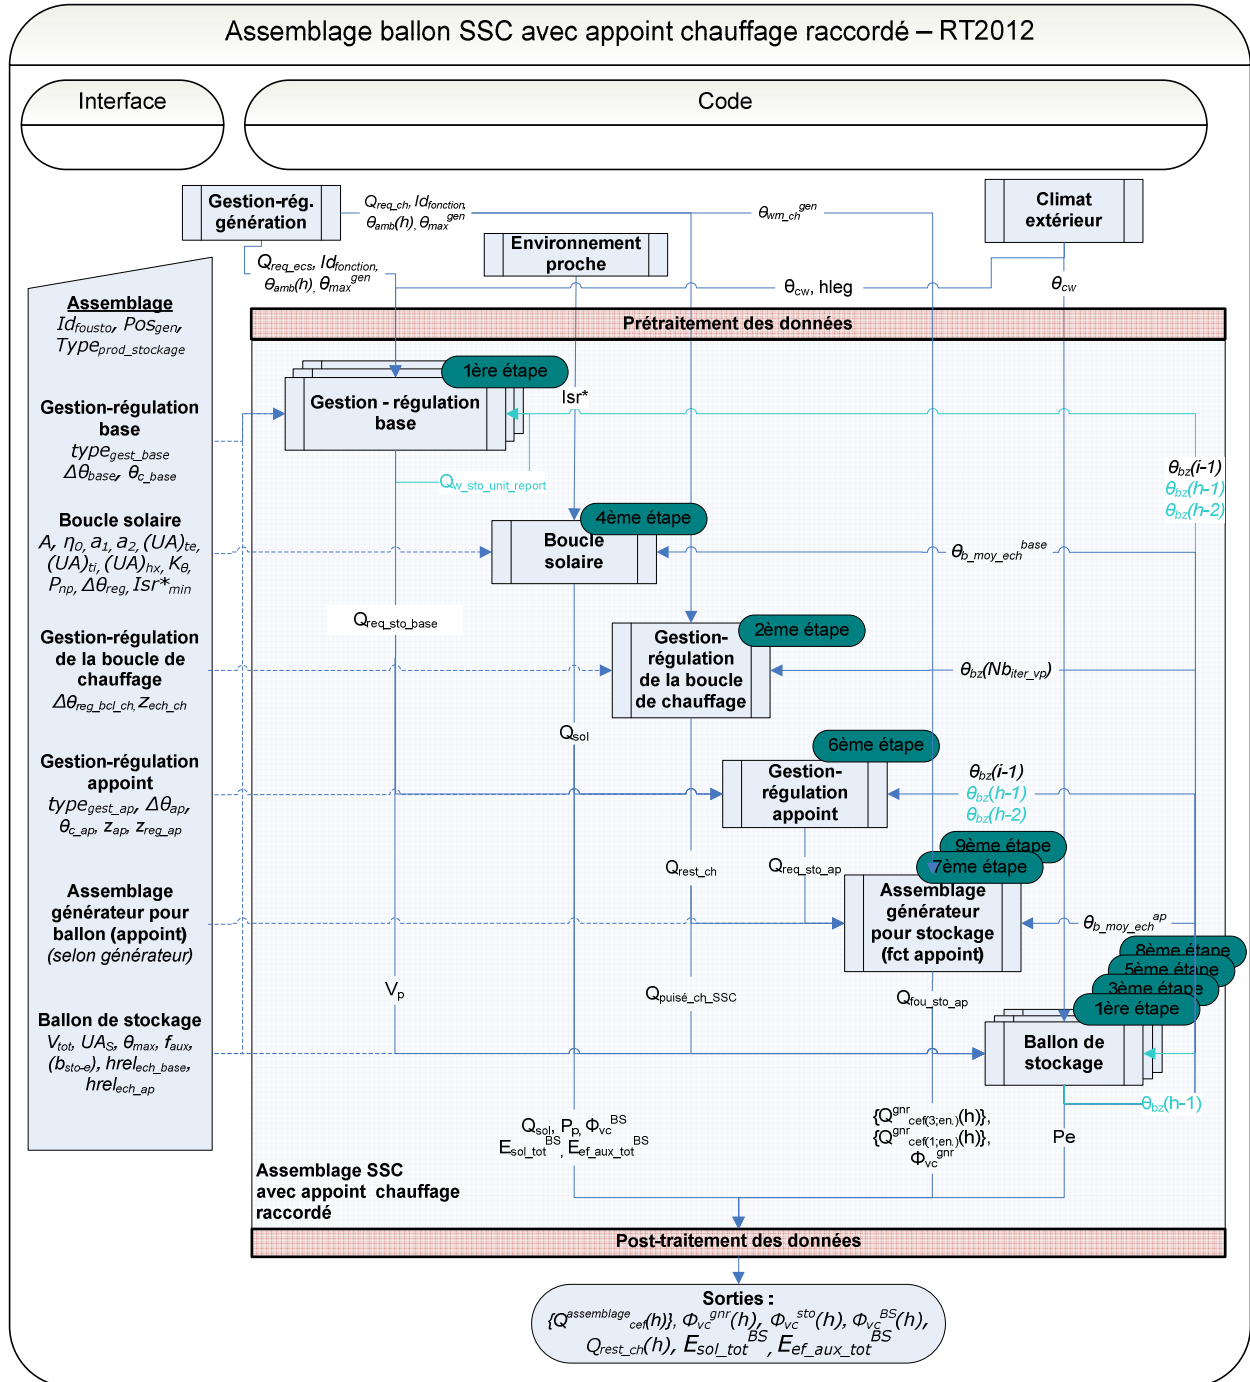 Assemblage ballon SSC avec appoint chauffage raccordé – RT2012
Interface
Code
Gestion-rég.
génération
Q_req_ch, Id_fonction,
θ_amb(h), θ_max^gen
θ_wm_ch^gen
Climat
extérieur
Environnement
proche
Q_req_ecs, Id_fonction,
θ_amb(h), θ_max^gen
θ_cw, hleg
θ_cw
Prétraitement des données
Assemblage
Id_fousto, Pos_gen,
Type_prod_stockage
Gestion-régulation
base
type_gest_base
Δθ_base, θ_c_base
Boucle solaire
A, η_0, a_1, a_2, (UA)_te,
(UA)_ti, (UA)_hx, K_θ,
P_np, Δθ_reg, Isr*_min
Gestion-régulation
de la boucle de
chauffage
Δθ_reg_bcl_ch, z_ech_ch
Gestion-régulation
appoint
type_gest_ap, Δθ_ap,
θ_c_ap, z_ap, z_reg_ap
Assemblage
générateur pour
ballon (appoint)
(selon générateur)
Ballon de stockage
V_tot, UA_S, θ_max, f_aux,
(b_sto-e), hrel_ech_base,
hrel_ech_ap
1ère étape
Gestion - régulation
base
Isr*
Q_w_sto_unit_report
θ_bz(i-1)
θ_bz(h-1)
θ_bz(h-2)
4ème étape
Boucle
solaire
θ_b_moy_ech^base
Q_req_sto_base
2ème étape
Gestion-
régulation
de la boucle
de chauffage
θ_bz(Nb_iter_vp)
Q_sol
6ème étape
Gestion-
régulation
appoint
θ_bz(i-1)
θ_bz(h-1)
θ_bz(h-2)
Q_rest_ch
Q_req_sto_ap
9ème étape
7ème étape
Assemblage
générateur
pour stockage
(fct appoint)
θ_b_moy_ech^ap
8ème étape
5ème étape
3ème étape
1ère étape
V_p
Q_puisé_ch_SSC
Q_fou_sto_ap
Ballon de
stockage
θ_bz(h-1)
Q_sol, P_p, Φ_vc^BS
E_sol_tot^BS, E_ef_aux_tot^BS
{Q^gnr_cef(3;en.)(h)},
{Q^gnr_cef(1;en.)(h)},
Φ_vc^gnr
Pe
Assemblage SSC
avec appoint chauffage
raccordé
Post-traitement des données
Sorties :
{Q^assemblage_cef(h)}, Φ_vc^gnr(h), Φ_vc^sto(h), Φ_vc^BS(h),
Q_rest_ch(h), E_sol_tot^BS, E_ef_aux_tot^BS